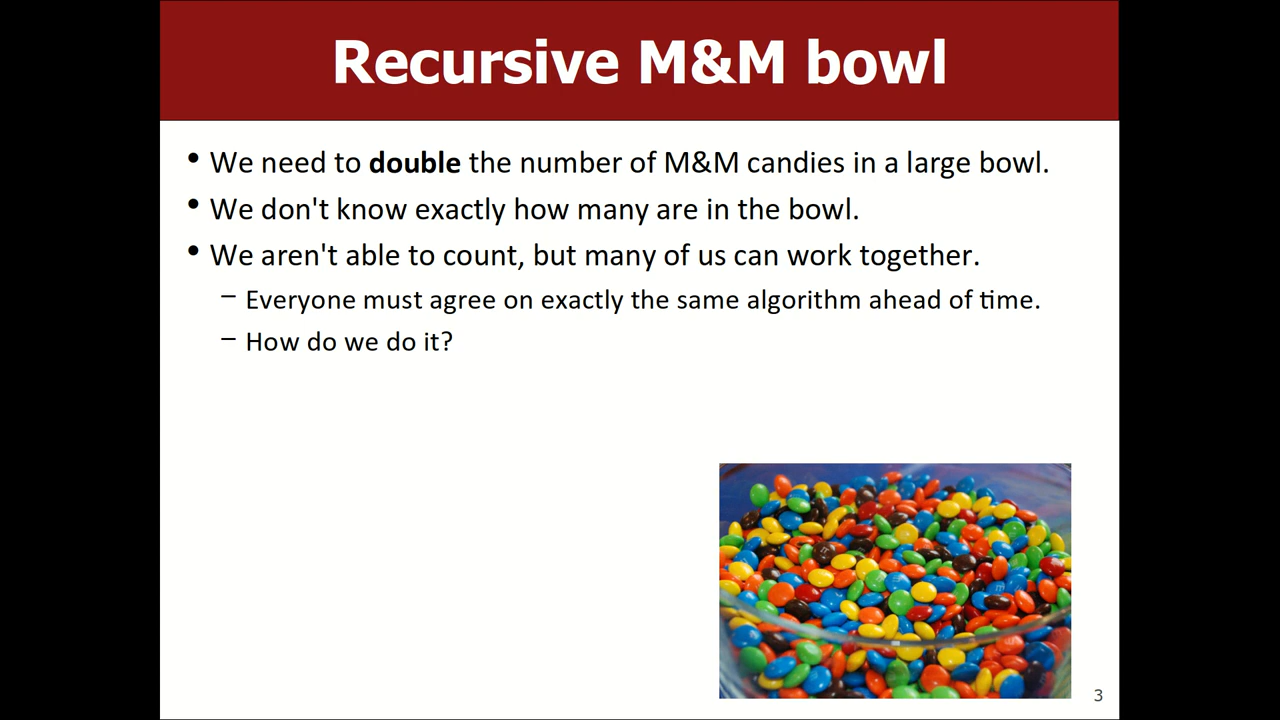 Recursive M&M bowl
• We need to double the number of M&M candies in a large bowl.
• We don't know exactly how many are in the bowl.
• We aren't able to count, but many of us can work together.
– Everyone must agree on exactly the same algorithm ahead of time.
– How do we do it?
3